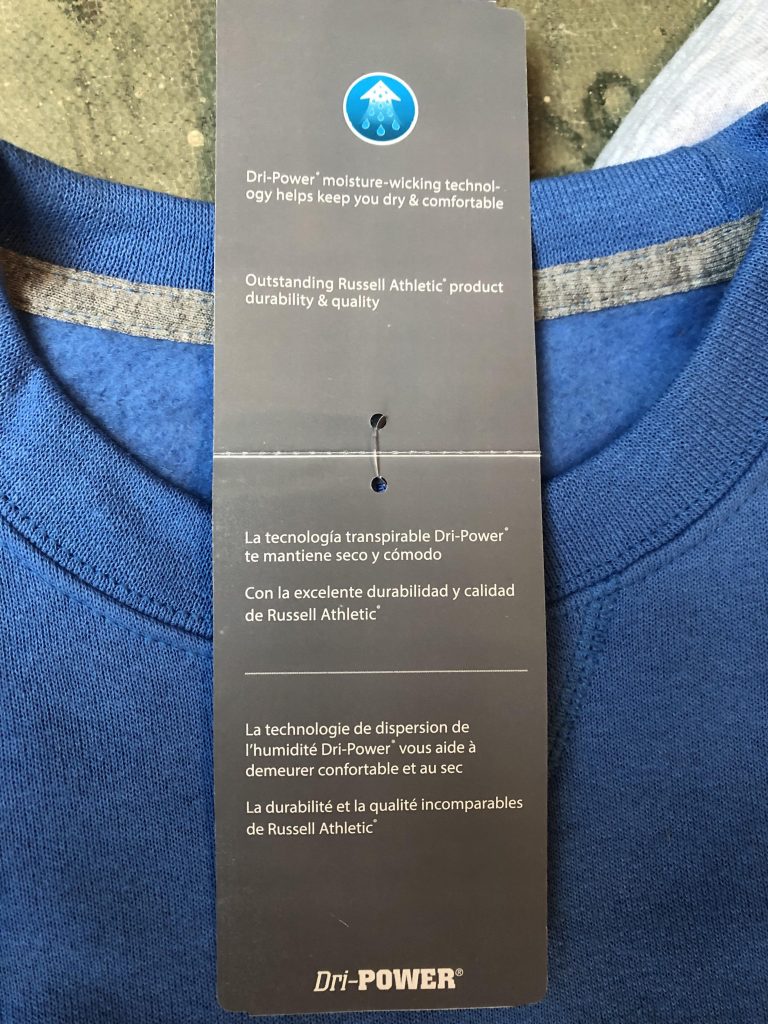 Dri-Power® moisture-wicking technol-
ogy helps keep you dry & comfortable
Outstanding Russell Athletic® product
durability & quality
La tecnología transpirable Dri-Power®
te mantiene seco y cómodo
Con la excelente durabilidad y calidad
de Russell Athletic®
La technologie de dispersion de
l'humidité Dri-Power® vous aide à
demeurer confortable et au sec
La durabilité et la qualité incomparables
de Russell Athletic®
Dri-POWER®